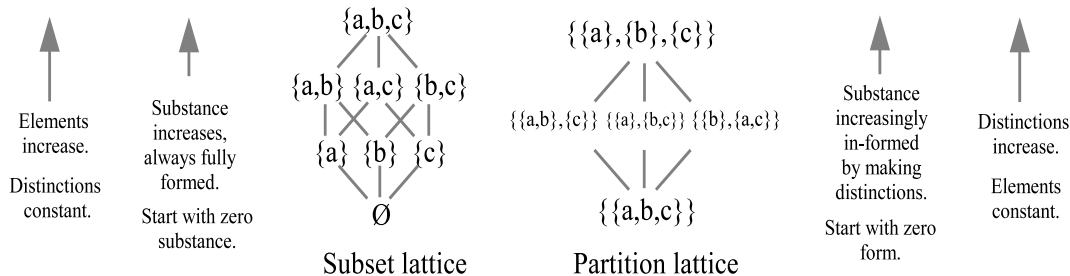 Elements
increase.
Distinctions
constant.
Substance
increases,
always fully
formed.
Start with zero
substance.
{a,b,c}
{a,b} {a,c} {b,c}
{a} {b} {c}
Ø
Subset lattice
{{a},{b},{c}}
{{a,b},{c}} {{a},{b,c}} {{b},{a,c}}
{{a,b,c}}
Partition lattice
Substance
increasingly
in-formed
by making
distinctions.
Start with zero
form.
Distinctions
increase.
Elements
constant.